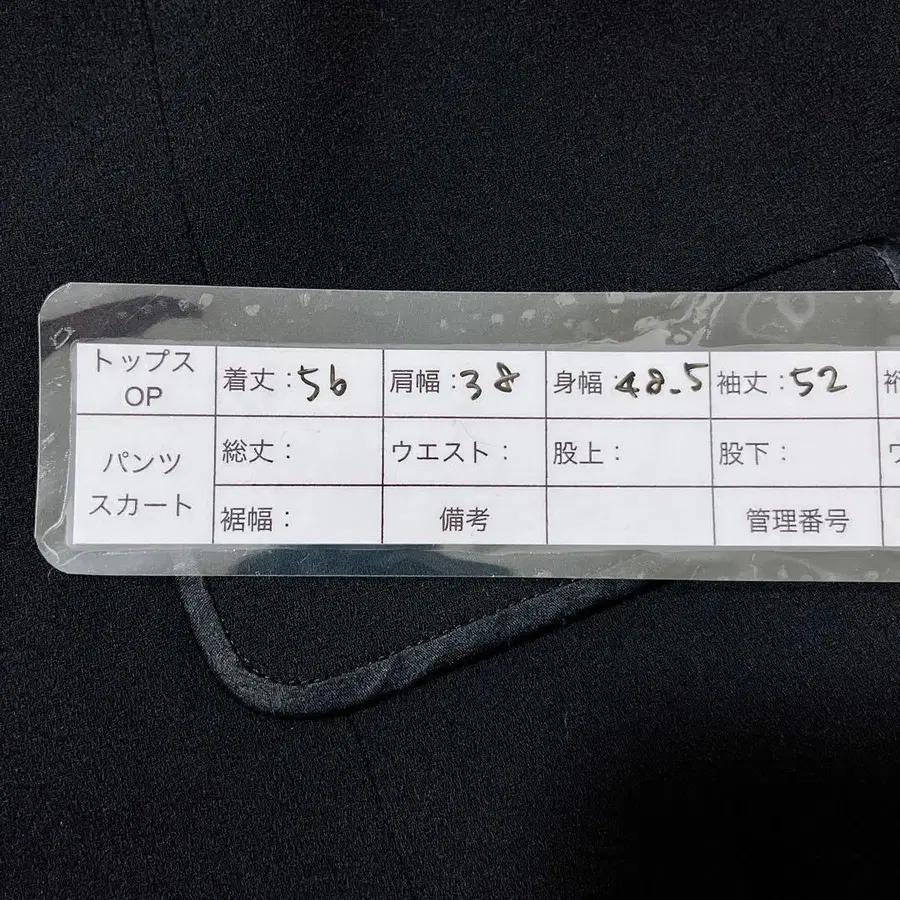 トップス OP 着丈:56 肩幅:38 身幅:48.5 袖丈:52 裄
パンツ スカート 総丈: ウエスト: 股上: 股下:
裾幅: 備考 管理番号